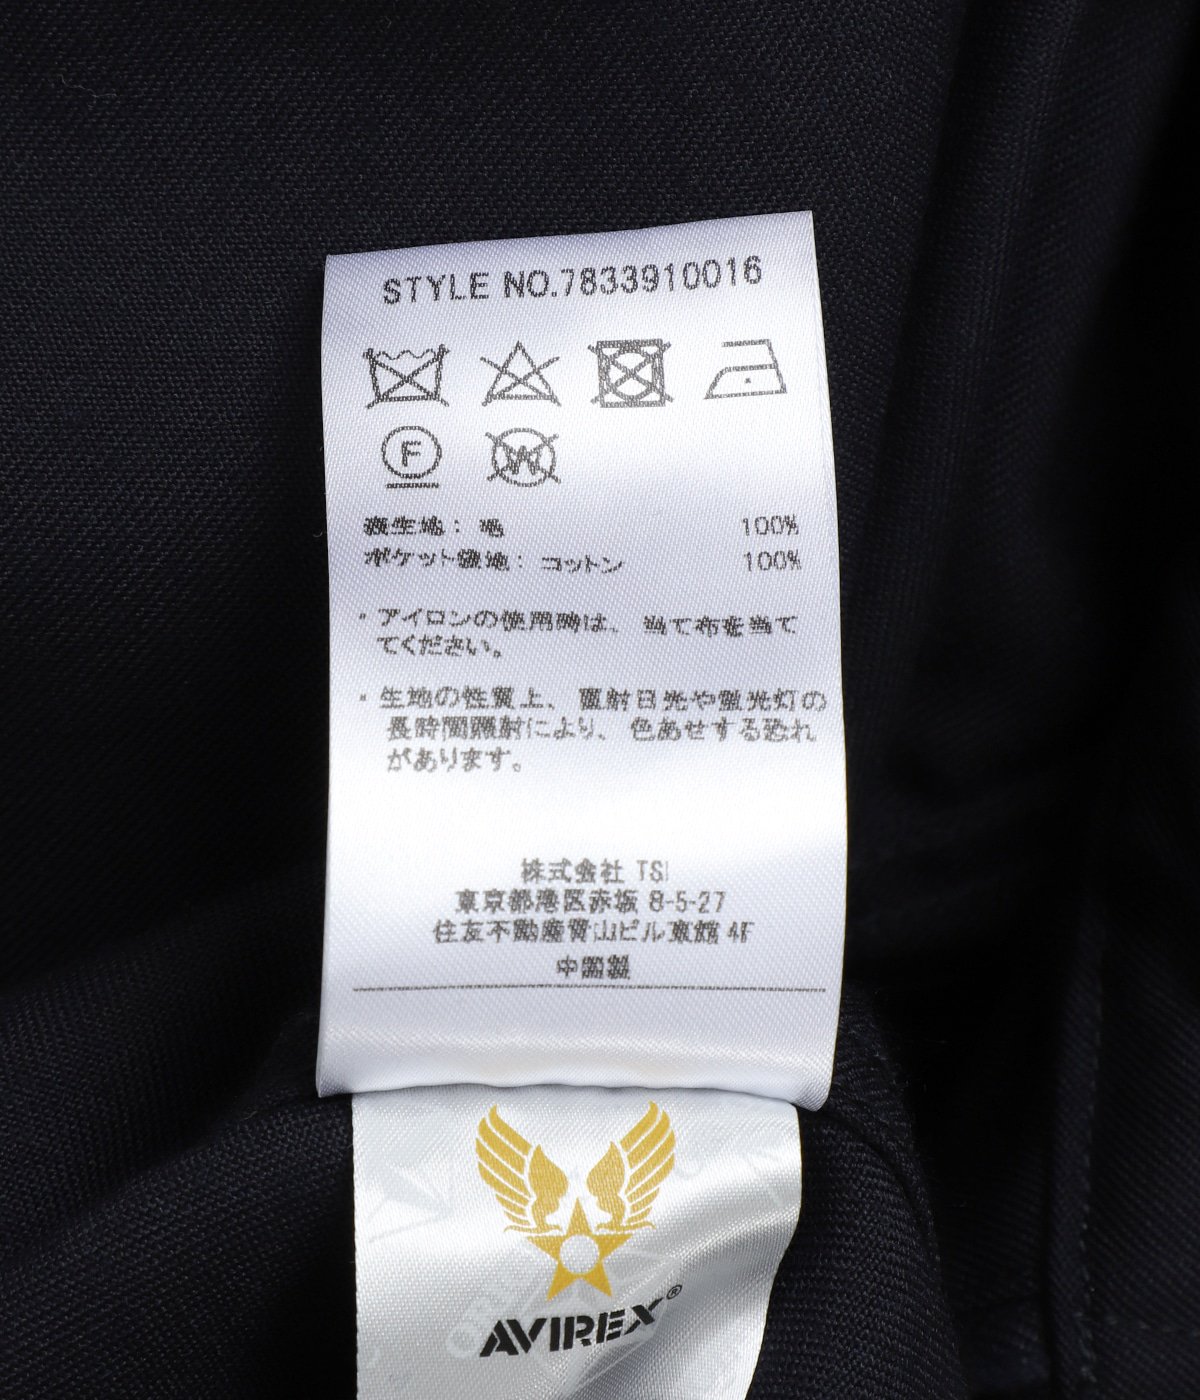 STYLE NO.7833910016
F
W
表生地: 毛 100%
ポケット袋地: コットン 100%
・アイロンの使用時は、当て布を当て
てください。
・生地の性質上、直射日光や蛍光灯の
長時間照射により、色あせする恐れ
があります。
株式会社 TSI
東京都港区赤坂 8-5-27
住友不動産青山ビル東館 4F
中国製
AVIREX®